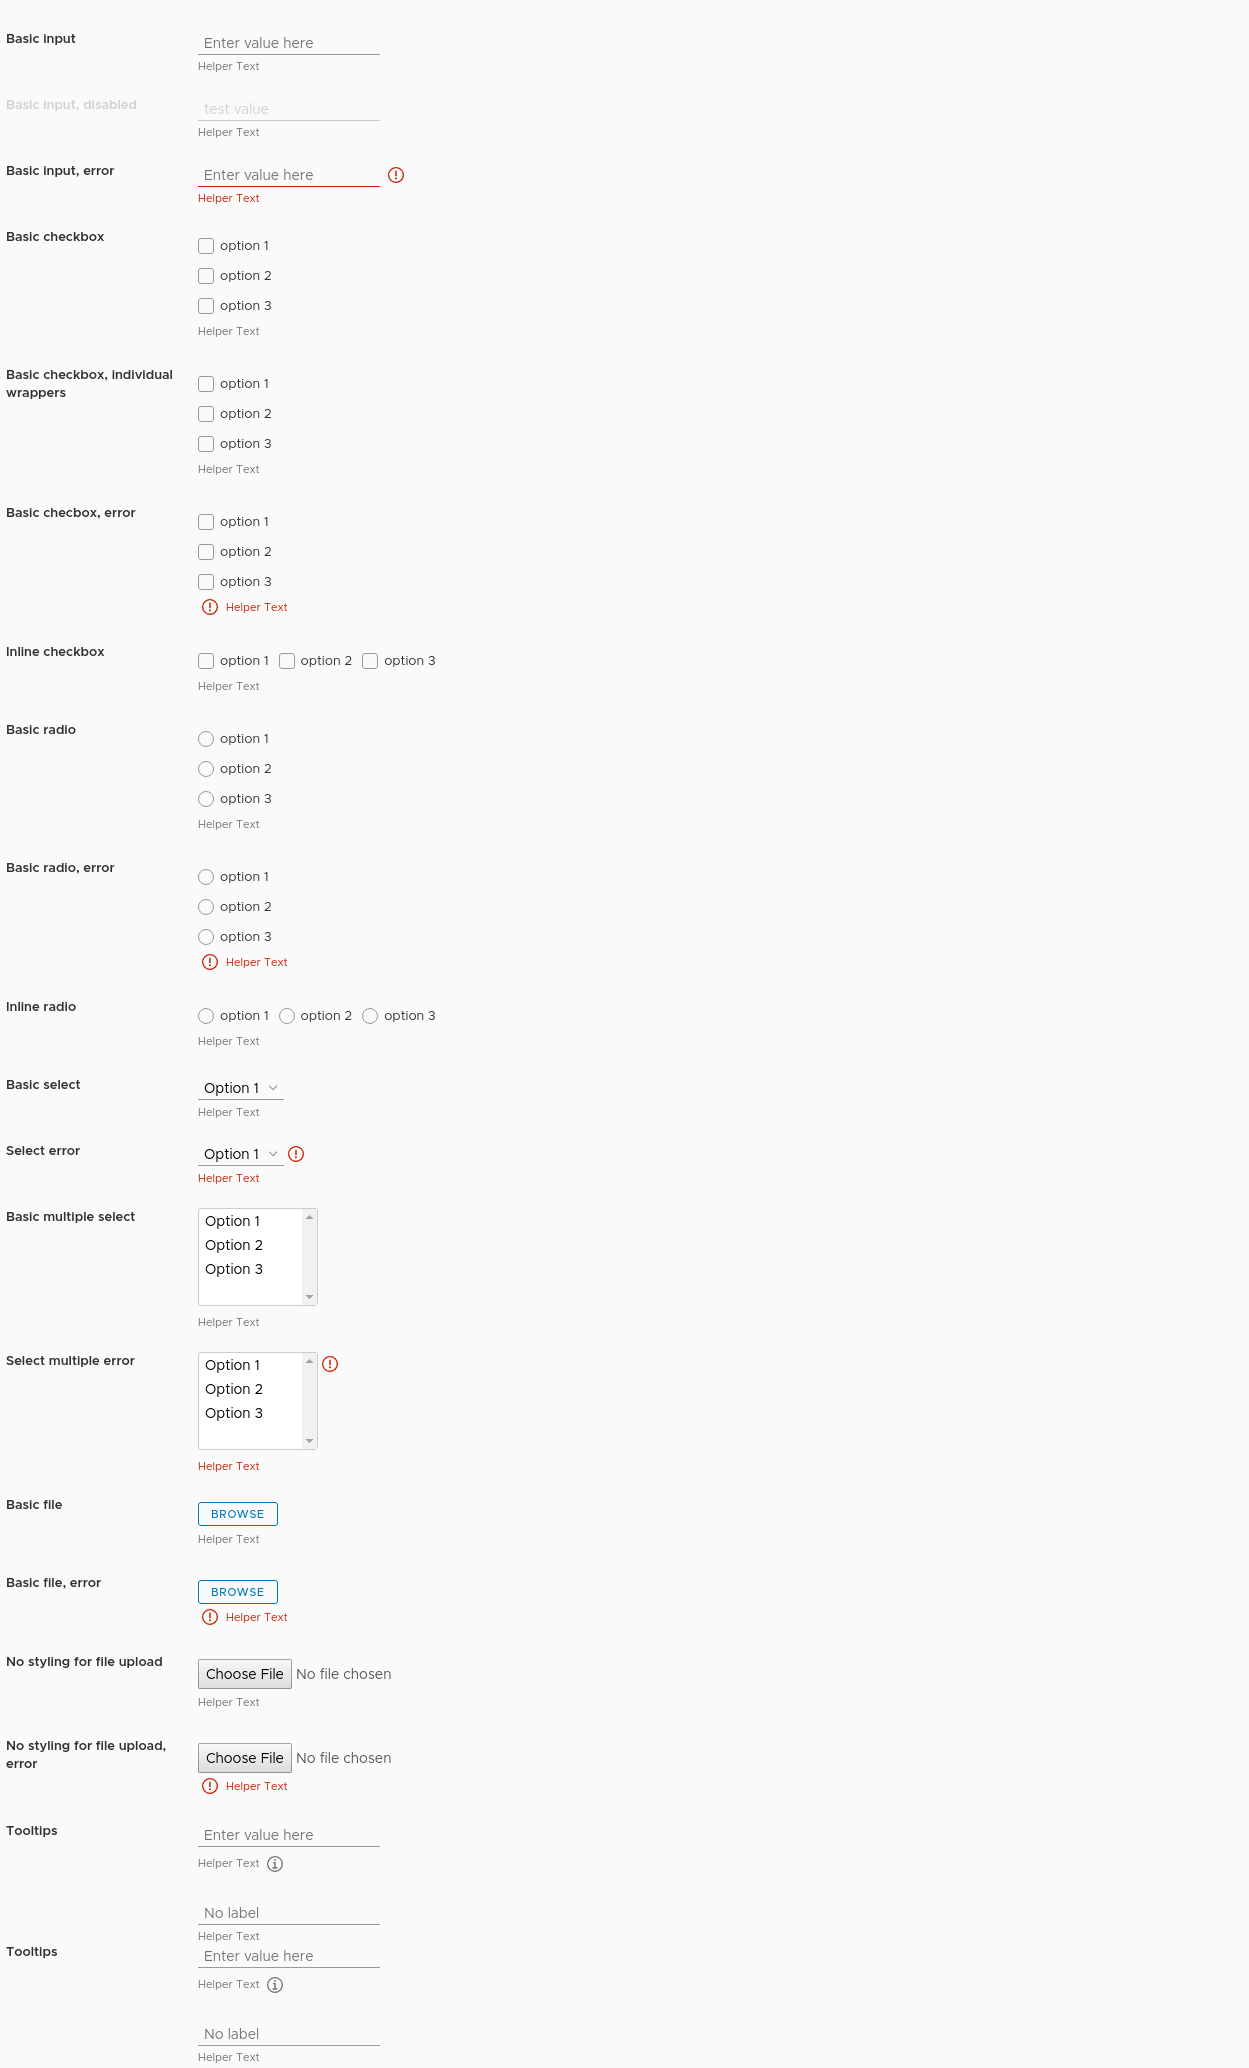 Basic input
Enter value here
Helper Text
Basic input, disabled
test value
Helper Text
Basic input, error
Enter value here
Helper Text
Basic checkbox
option 1
option 2
option 3
Helper Text
Basic checkbox, individual
wrappers
option 1
option 2
option 3
Helper Text
Basic checbox, error
option 1
option 2
option 3
Helper Text
Inline checkbox
option 1 option 2 option 3
Helper Text
Basic radio
option 1
option 2
option 3
Helper Text
Basic radio, error
option 1
option 2
option 3
Helper Text
Inline radio
option 1 option 2 option 3
Helper Text
Basic select
Option 1
Helper Text
Select error
Option 1
Helper Text
Basic multiple select
Option 1
Option 2
Option 3
Helper Text
Select multiple error
Option 1
Option 2
Option 3
Helper Text
Basic file
BROWSE
Helper Text
Basic file, error
BROWSE
Helper Text
No styling for file upload
Choose File No file chosen
Helper Text
No styling for file upload,
error
Choose File No file chosen
Helper Text
Tooltips
Enter value here
Helper Text
No label
Helper Text
Tooltips
Enter value here
Helper Text
No label
Helper Text